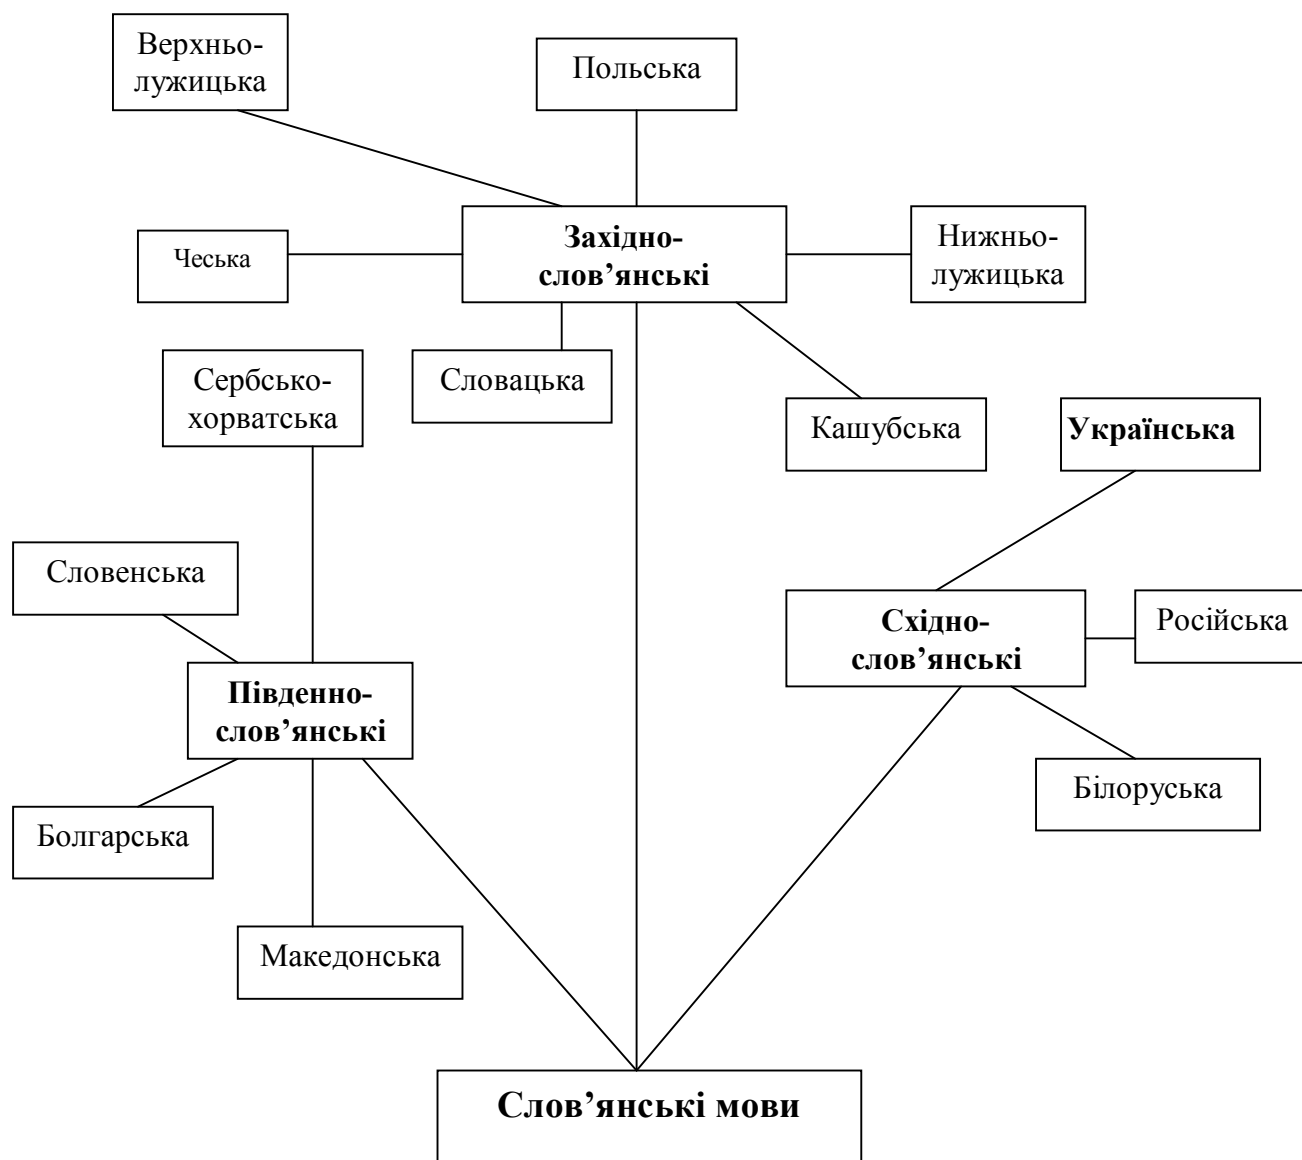 Верхньо-
лужицька
Польська
Західно-
слов’янські
Нижньо-
лужицька
Чеська
Сербсько-
хорватська
Словацька
Кашубська
Українська
Словенська
Східно-
слов’янські
Російська
Південно-
слов’янські
Білоруська
Болгарська
Македонська
Слов’янські мови